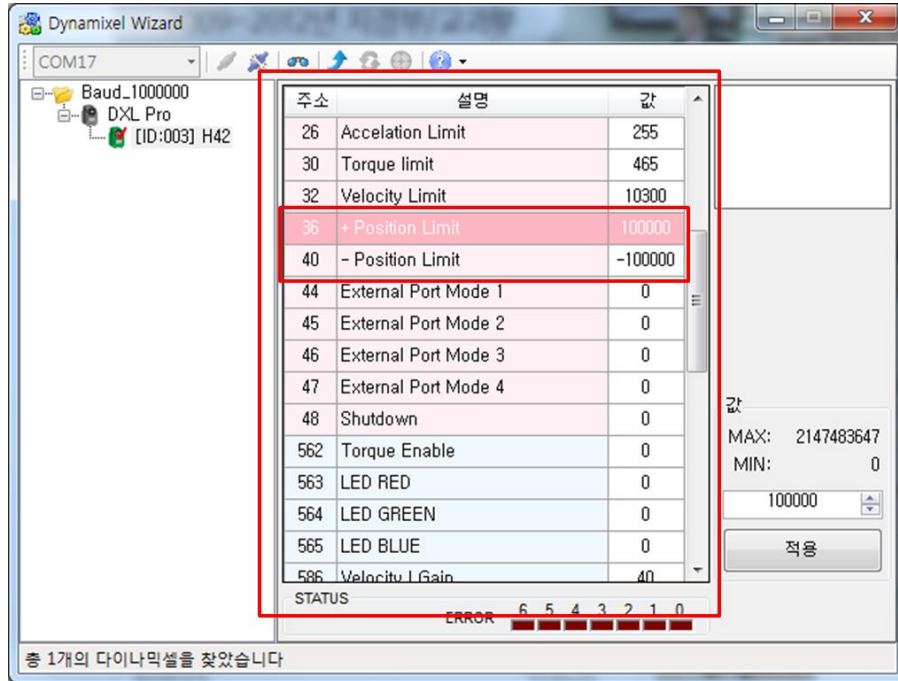 Dynamixel Wizard
COM17
Baud_1000000
DXL Pro
[ID:003] H42
주소 설명 값
26 Accelation Limit 255
30 Torque limit 465
32 Velocity Limit 10300
36 + Position Limit 100000
40 - Position Limit -100000
44 External Port Mode 1 0
45 External Port Mode 2 0
46 External Port Mode 3 0
47 External Port Mode 4 0
48 Shutdown 0
562 Torque Enable 0
563 LED RED 0
564 LED GREEN 0
565 LED BLUE 0
586 Velocity I Gain 40
STATUS
ERROR 6 5 4 3 2 1 0
값
MAX: 2147483647
MIN: 0
100000
적용
총 1개의 다이나믹셀을 찾았습니다